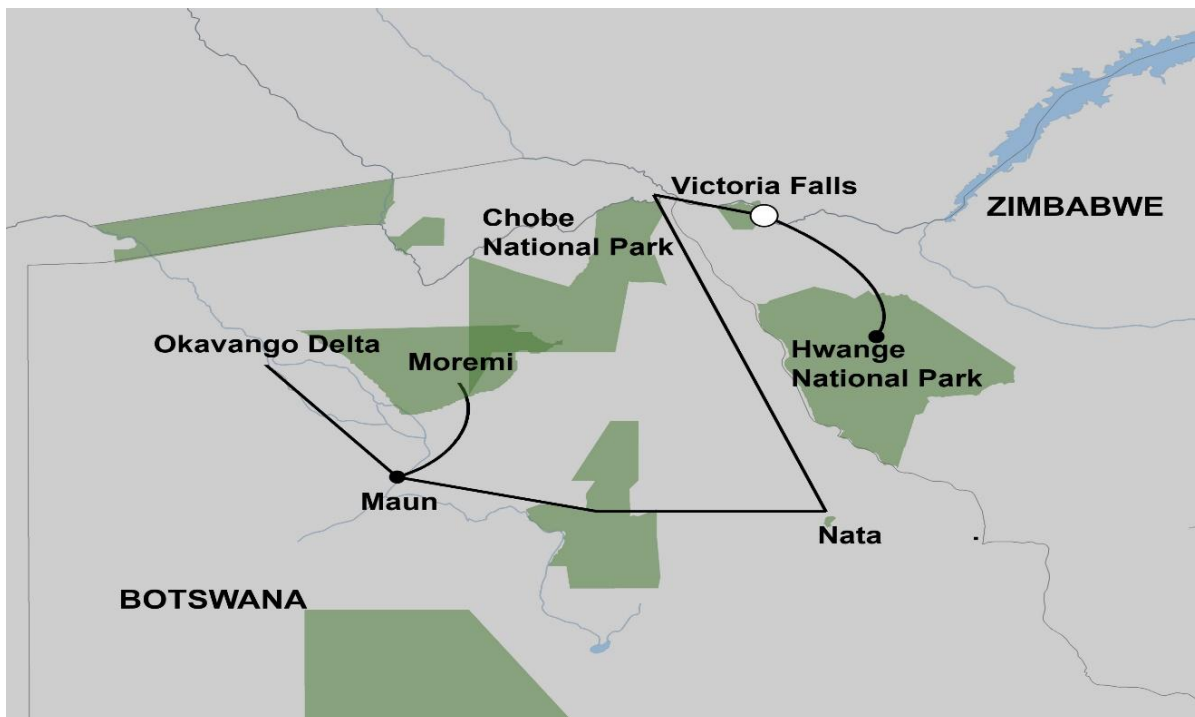 Victoria Falls
ZIMBABWE
Chobe
National Park
Okavango Delta
Moremi
Hwange
National Park
Maun
Nata
BOTSWANA